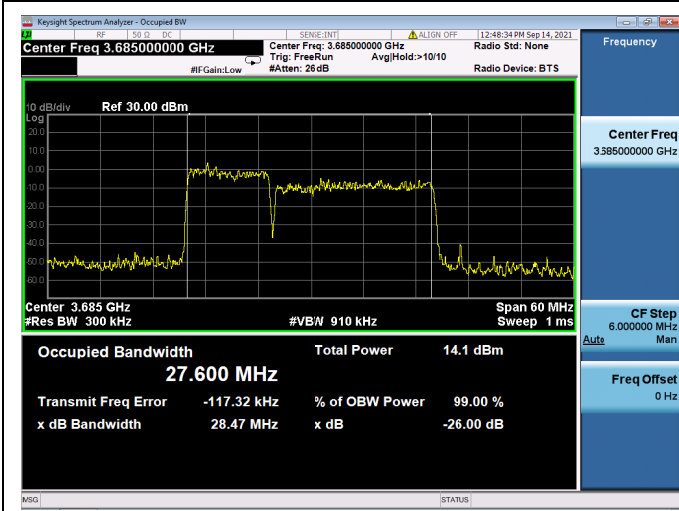 Keysight Spectrum Analyzer - Occupied BW
RF 50 Ω DC SENSE:INT ALIGN OFF 12:48:34 PM Sep 14, 2021
Center Freq 3.685000000 GHz
Center Freq: 3.685000000 GHz
Radio Std: None
Trig: FreeRun Avg|Hold:>10/10
#IFGain:Low
#Atten: 26 dB
Radio Device: BTS
Frequency
10 dB/div Ref 30.00 dBm
Log
20.0
10.0
0.00
-10.0
-20.0
-30.0
-40.0
-50.0
-60.0
Center 3.685 GHz Span 60 MHz
#Res BW 300 kHz #VBW 910 kHz Sweep 1 ms
Occupied Bandwidth Total Power 14.1 dBm
27.600 MHz
Transmit Freq Error -117.32 kHz % of OBW Power 99.00 %
x dB Bandwidth 28.47 MHz x dB -26.00 dB
Center Freq
3.685000000 GHz
CF Step
6.000000 MHz
Auto Man
Freq Offset
0 Hz
MSG STATUS